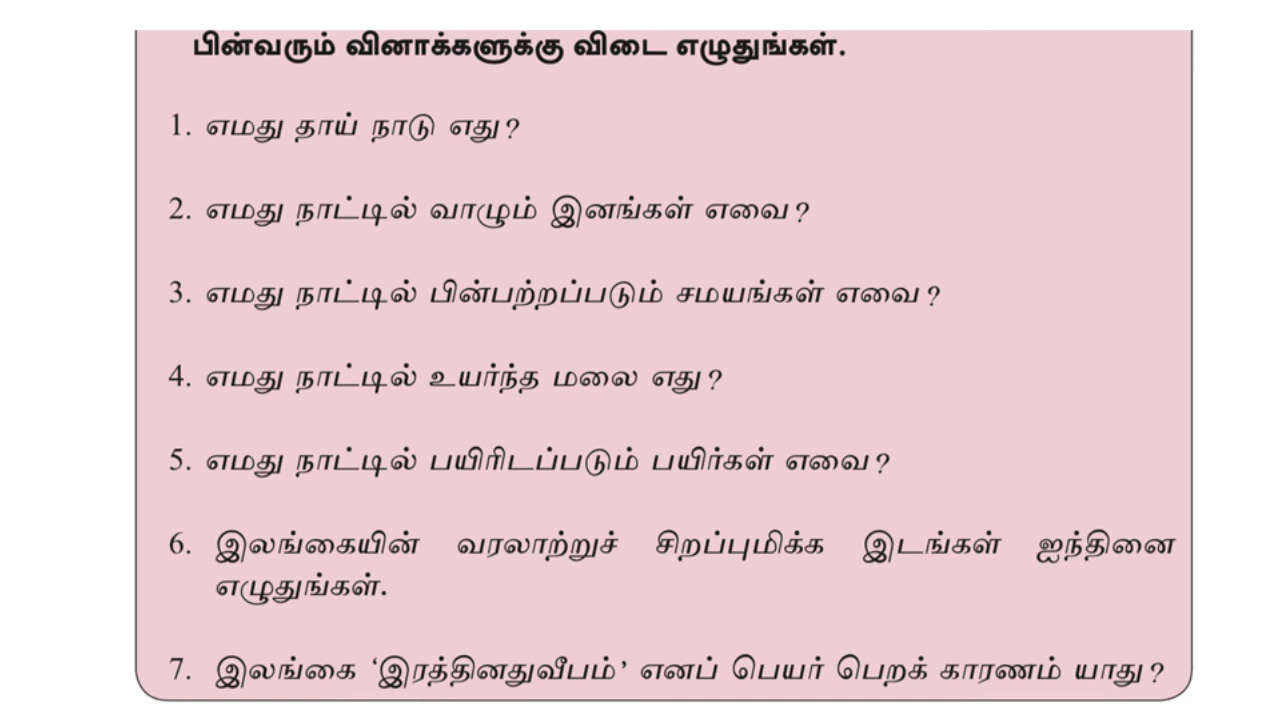 பின்வரும் வினாக்களுக்கு விடை எழுதுங்கள்.
1. எமது தாய் நாடு எது?
2. எமது நாட்டில் வாழும் இனங்கள் எவை?
3. எமது நாட்டில் பின்பற்றப்படும் சமயங்கள் எவை?
4. எமது நாட்டில் உயர்ந்த மலை எது?
5. எமது நாட்டில் பயிரிடப்படும் பயிர்கள் எவை?
6. இலங்கையின் வரலாற்றுச் சிறப்புமிக்க இடங்கள் ஐந்தினை
எழுதுங்கள்.
7. இலங்கை ‘இரத்தினதுவீபம்’ எனப் பெயர் பெறக் காரணம் யாது?